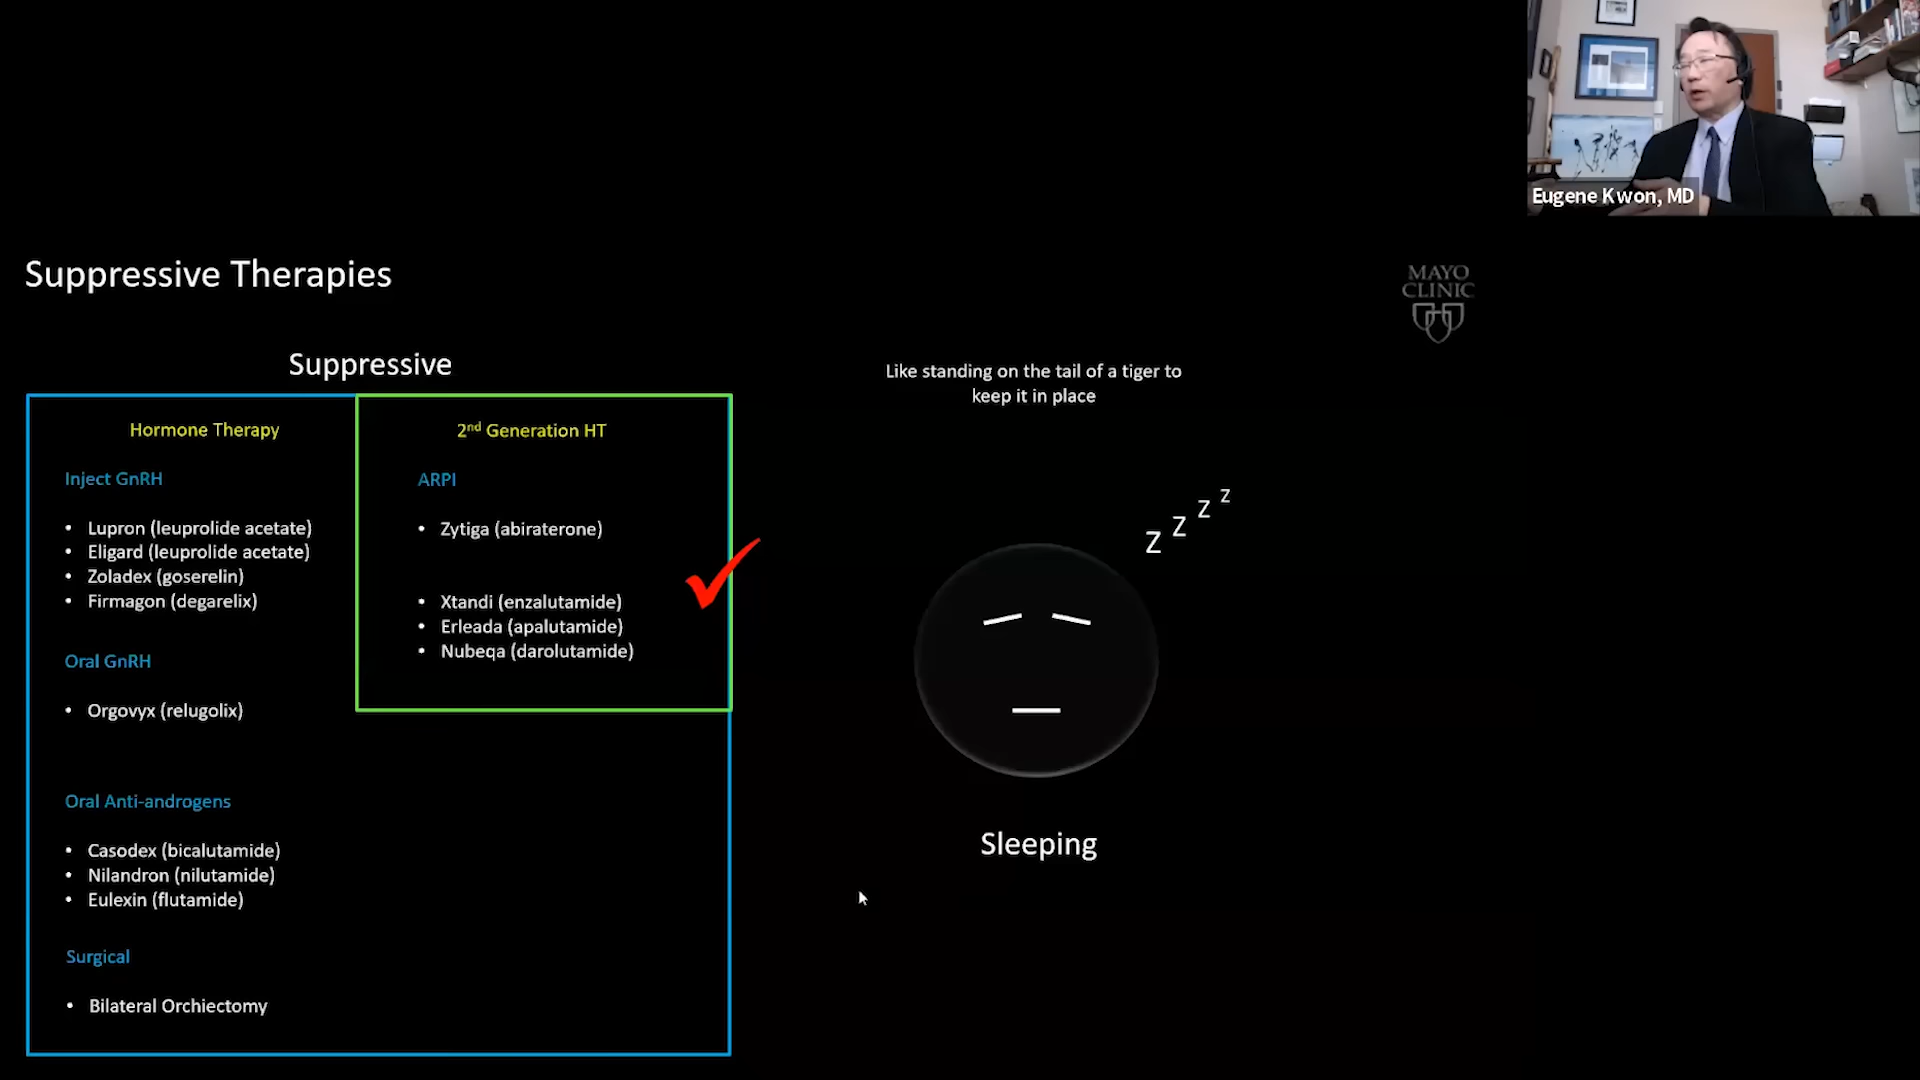 Eugene Kwon, MD
Suppressive Therapies
MAYO
CLINIC
Suppressive
Like standing on the tail of a tiger to
keep it in place
Hormone Therapy
Inject GnRH
• Lupron (leuprolide acetate)
• Eligard (leuprolide acetate)
• Zoladex (goserelin)
• Firmagon (degarelix)
Oral GnRH
• Orgovyx (relugolix)
Oral Anti-androgens
• Casodex (bicalutamide)
• Nilandron (nilutamide)
• Eulexin (flutamide)
Surgical
• Bilateral Orchiectomy
2nd Generation HT
ARPI
• Zytiga (abiraterone)
• Xtandi (enzalutamide)
• Erleada (apalutamide)
• Nubeqa (darolutamide)
z z z z
Sleeping